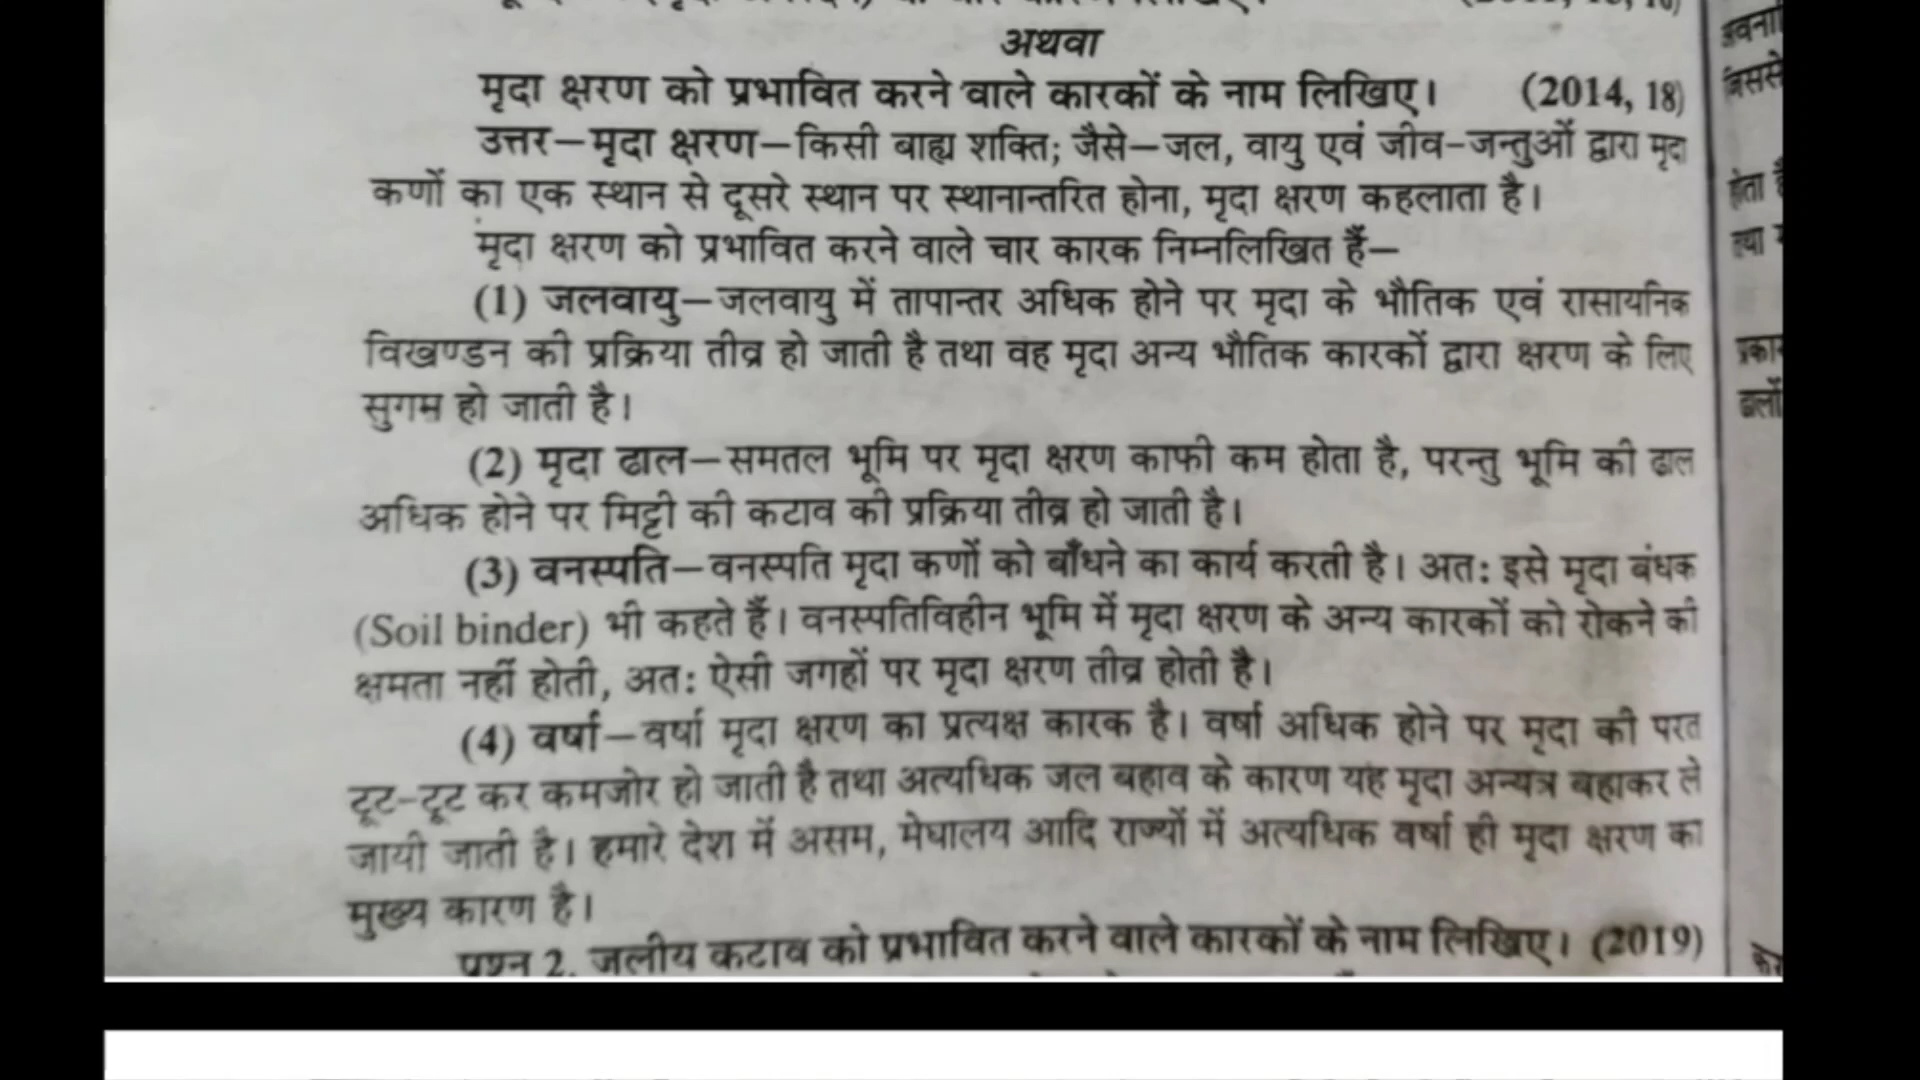 अथवा
मृदा क्षरण को प्रभावित करने वाले कारकों के नाम लिखिए। (2014, 18)
उत्तर—मृदा क्षरण—किसी बाह्य शक्ति; जैसे—जल, वायु एवं जीव-जन्तुओं द्वारा मृदा
कणों का एक स्थान से दूसरे स्थान पर स्थानान्तरित होना, मृदा क्षरण कहलाता है।
मृदा क्षरण को प्रभावित करने वाले चार कारक निम्नलिखित हैं—
(1) जलवायु—जलवायु में तापान्तर अधिक होने पर मृदा के भौतिक एवं रासायनिक
विखण्डन की प्रक्रिया तीव्र हो जाती है तथा वह मृदा अन्य भौतिक कारकों द्वारा क्षरण के लिए
सुगम हो जाती है।
(2) मृदा ढाल—समतल भूमि पर मृदा क्षरण काफी कम होता है, परन्तु भूमि की ढाल
अधिक होने पर मिट्टी की कटाव की प्रक्रिया तीव्र हो जाती है।
(3) वनस्पति—वनस्पति मृदा कणों को बाँधने का कार्य करती है। अतः इसे मृदा बंधक
(Soil binder) भी कहते हैं। वनस्पतिविहीन भूमि में मृदा क्षरण के अन्य कारकों को रोकने की
क्षमता नहीं होती, अतः ऐसी जगहों पर मृदा क्षरण तीव्र होती है।
(4) वर्षा—वर्षा मृदा क्षरण का प्रत्यक्ष कारक है। वर्षा अधिक होने पर मृदा की परत
टूट-टूट कर कमजोर हो जाती है तथा अत्यधिक जल बहाव के कारण यह मृदा अन्यत्र बहाकर ले
जायी जाती है। हमारे देश में असम, मेघालय आदि राज्यों में अत्यधिक वर्षा ही मृदा क्षरण का
मुख्य कारण है।
प्रश्न 2. जलीय कटाव को प्रभावित करने वाले कारकों के नाम लिखिए। (2019)
होता है
तथा